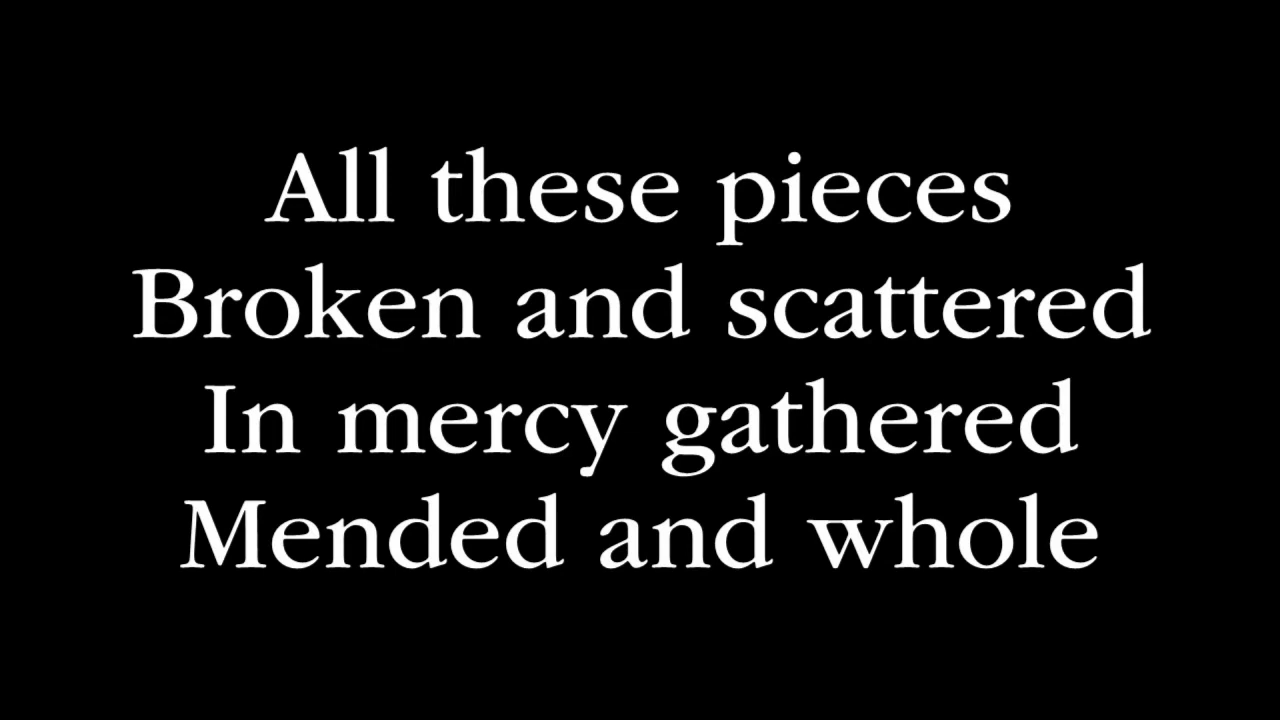 All these pieces
Broken and scattered
In mercy gathered
Mended and whole